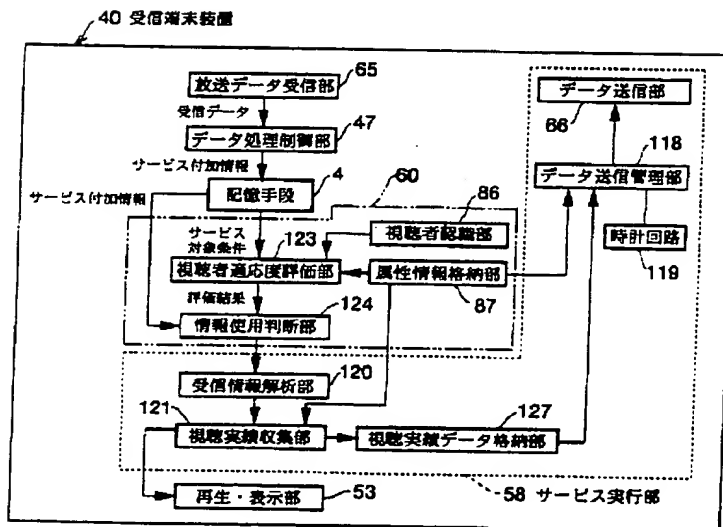 40 受信端末装置
放送データ受信部
65
受信データ
データ処理制御部
47
サービス付加情報
サービス付加情報
記憶手段
4
60
サービス
対象条件
123
視聴者認識部
86
視聴者適応度評価部
属性情報格納部
87
評価結果
124
情報使用判断部
データ送信部
66
118
データ送信管理部
時計回路
119
受信情報解析部
120
121
視聴実績収集部
127
視聴実績データ格納部
再生・表示部
53
58 サービス実行部